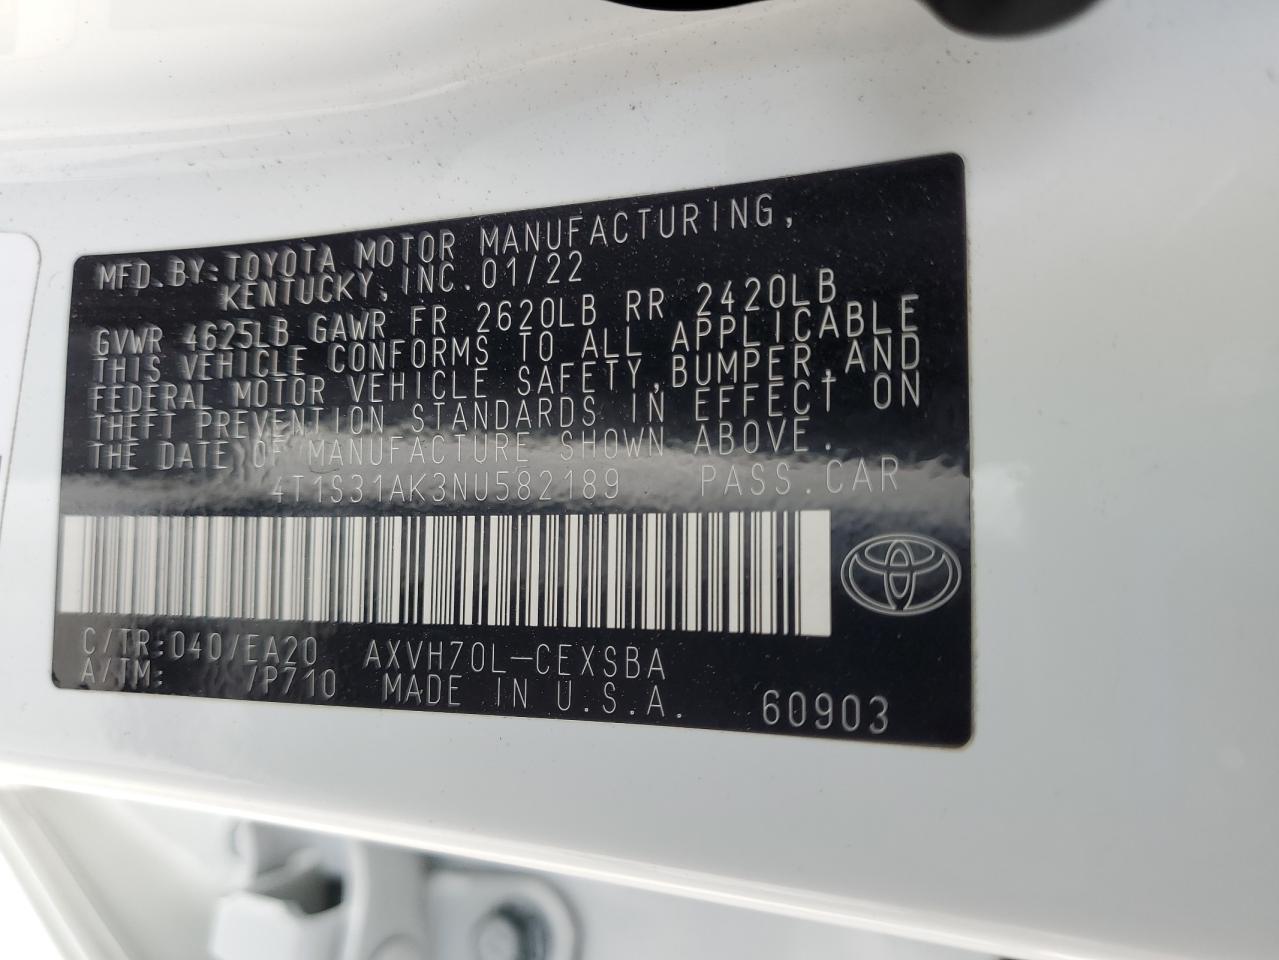 MFD.BY:TOYOTA MOTOR MANUFACTURING,
KENTUCKY, INC.01/22
GVWR 4625LB GAWR FR 2620LB RR 2420LB
THIS VEHICLE CONFORMS TO ALL APPLICABLE
FEDERAL MOTOR VEHICLE SAFETY,BUMPER,AND
THEFT PREVENTION STANDARDS IN EFFECT ON
THE DATE OF MANUFACTURE SHOWN ABOVE.
4T1S31AK3NU582189 PASS.CAR
C/TR:040/EA20 AXVH70L-CEXSBA
A/TM: /P710 MADE IN U.S.A. 60903